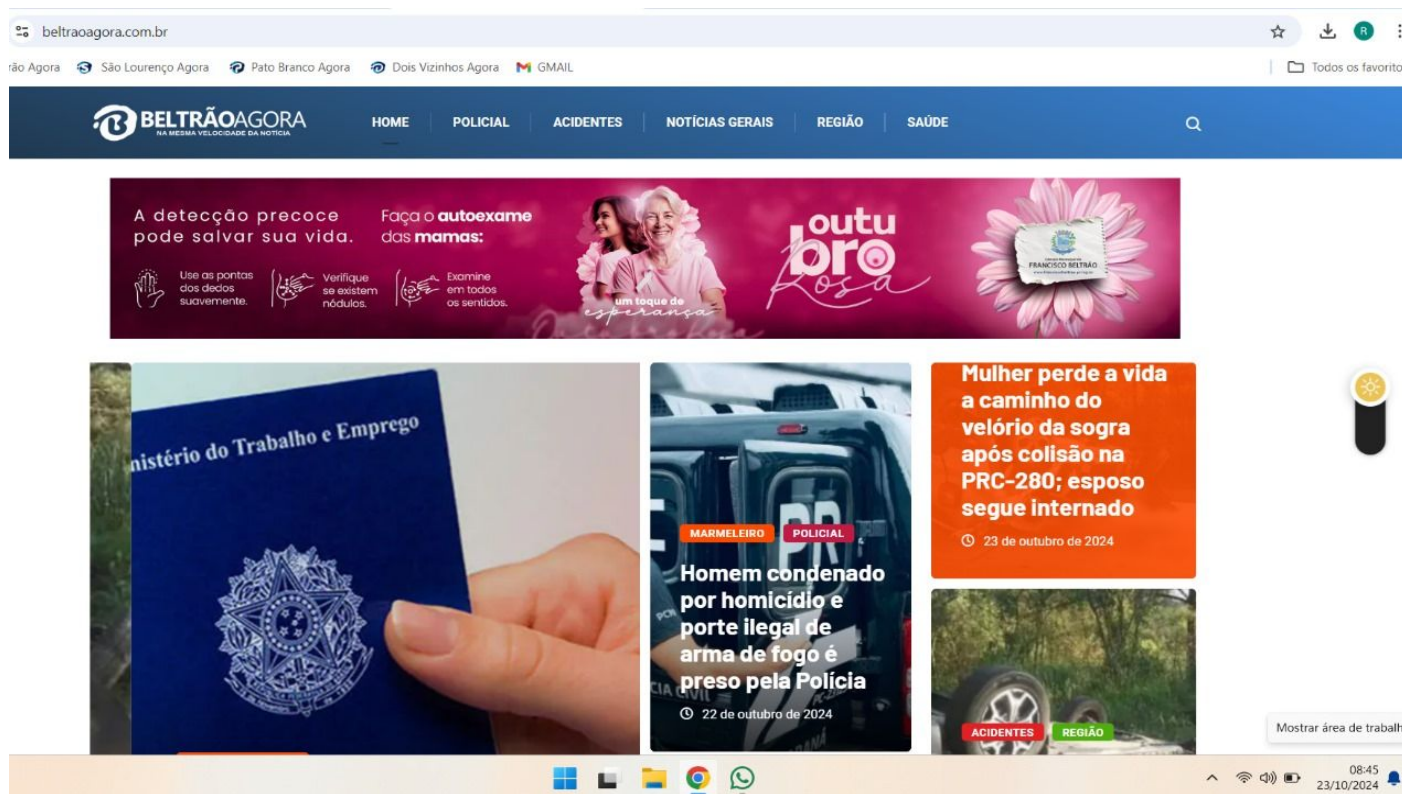 beltraoagora.com.br
R
rão Agora
São Lourenço Agora
Pato Branco Agora
Dois Vizinhos Agora
GMAIL
Todos os favorito
BELTRÃOAGORA
NA MESMA VELOCIDADE DA NOTÍCIA
HOME
POLICIAL
ACIDENTES
NOTÍCIAS GERAIS
REGIÃO
SAÚDE
A detecção precoce
pode salvar sua vida.
Use as pontas
dos dedos
suavemente.
Faça o autoexame
das mamas:
Verifique
se existem
nódulos.
Examine
em todos
os sentidos.
um toque de
esperança
outu
bro
Rosa
FRANCISCO BELTRÃO
nistério do Trabalho e Emprego
PR
MARMELEIRO
POLICIAL
Homem condenado
por homicídio e
porte ilegal de
arma de fogo é
preso pela Polícia
22 de outubro de 2024
Mulher perde a vida
a caminho do
velório da sogra
após colisão na
PRC-280; esposo
segue internado
23 de outubro de 2024
ACIDENTES
REGIÃO
Mostrar área de trabalh
08:45
23/10/2024